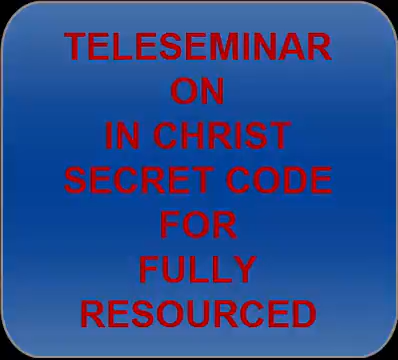 TELESEMINAR
ON
IN CHRIST
SECRET CODE
FOR
FULLY
RESOURCED